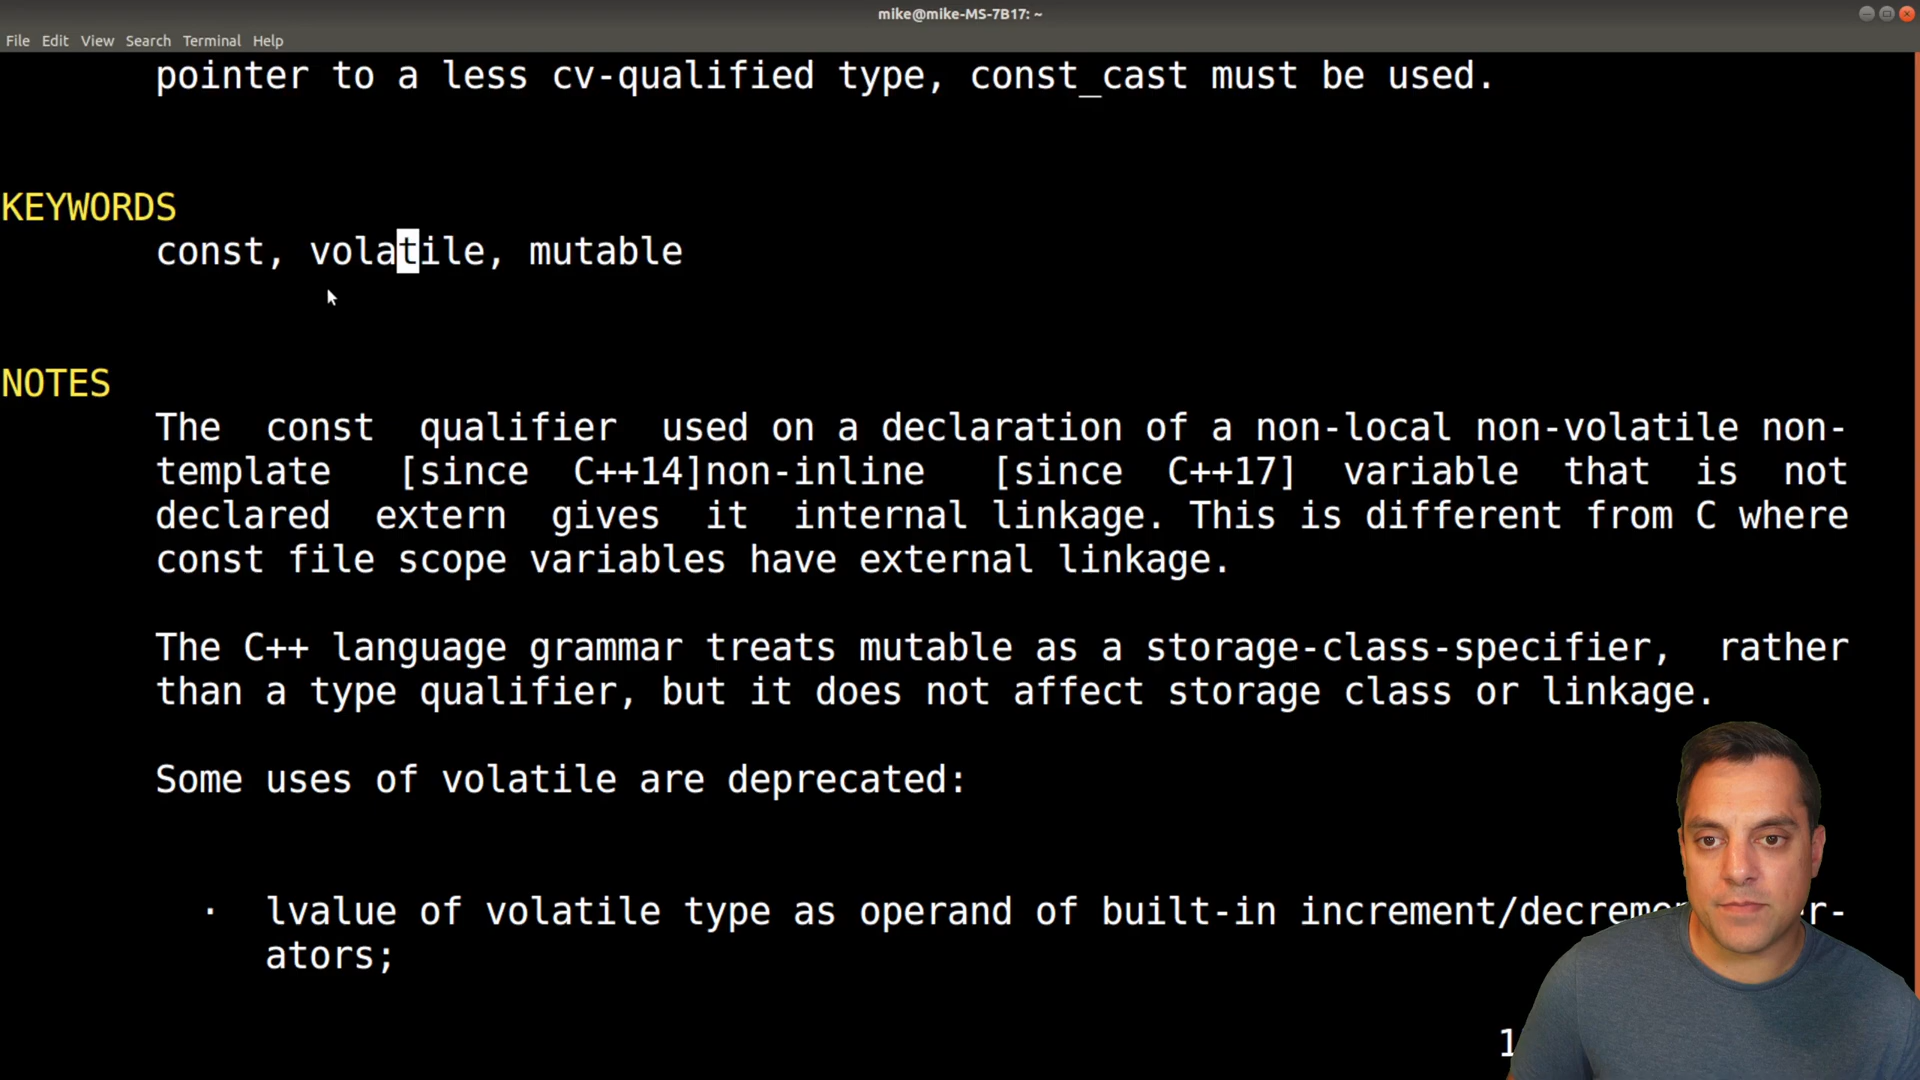 mike@mike-MS-7B17: ~
File Edit View Search Terminal Help
pointer to a less cv-qualified type, const_cast must be used.
KEYWORDS
const, volatile, mutable
NOTES
The const qualifier used on a declaration of a non-local non-volatile non-
template [since C++14]non-inline [since C++17] variable that is not
declared extern gives it internal linkage. This is different from C where
const file scope variables have external linkage.
The C++ language grammar treats mutable as a storage-class-specifier, rather
than a type qualifier, but it does not affect storage class or linkage.
Some uses of volatile are deprecated:
· lvalue of volatile type as operand of built-in
ators;